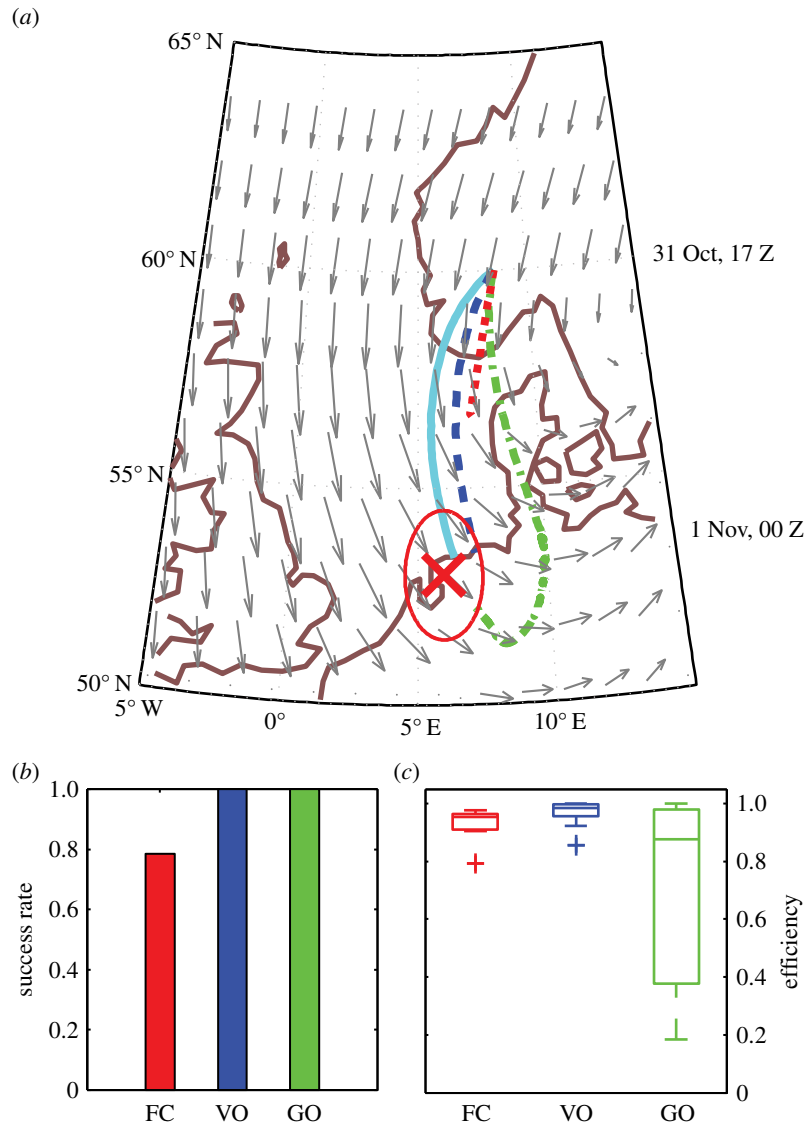 (a)
65° N
60° N
31 Oct, 17 Z
55° N
1 Nov, 00 Z
50° N
5° W
0°
5° E
10° E
(b)
1.0
0.8
0.6
0.4
0.2
0
success rate
FC
VO
GO
(c)
1.0
0.8
0.6
0.4
0.2
0
efficiency
FC
VO
GO